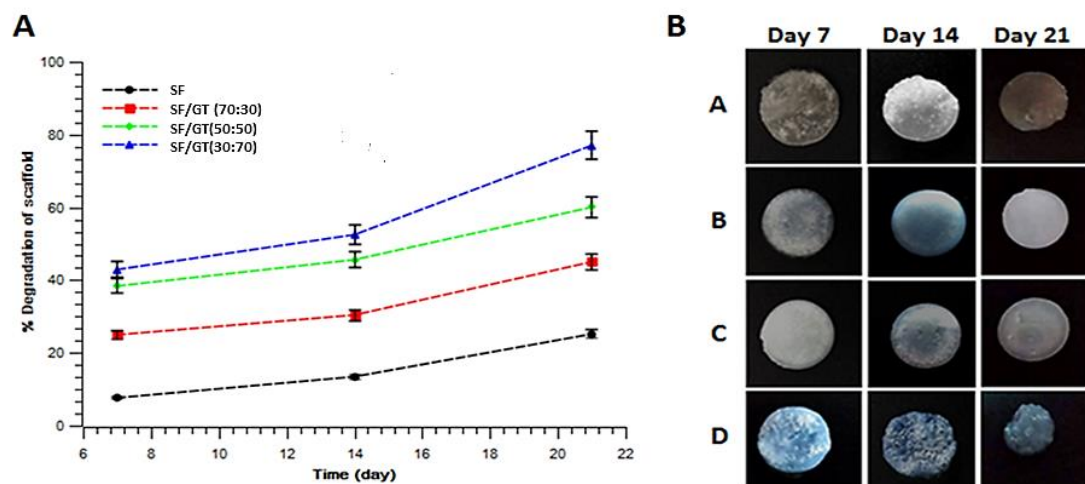 A
% Degradation of scaffold
100
80
60
40
20
0
SF
SF/GT (70:30)
SF/GT(50:50)
SF/GT(30:70)
6 8 10 12 14 16 18 20 22
Time (day)
B
Day 7 Day 14 Day 21
A
B
C
D